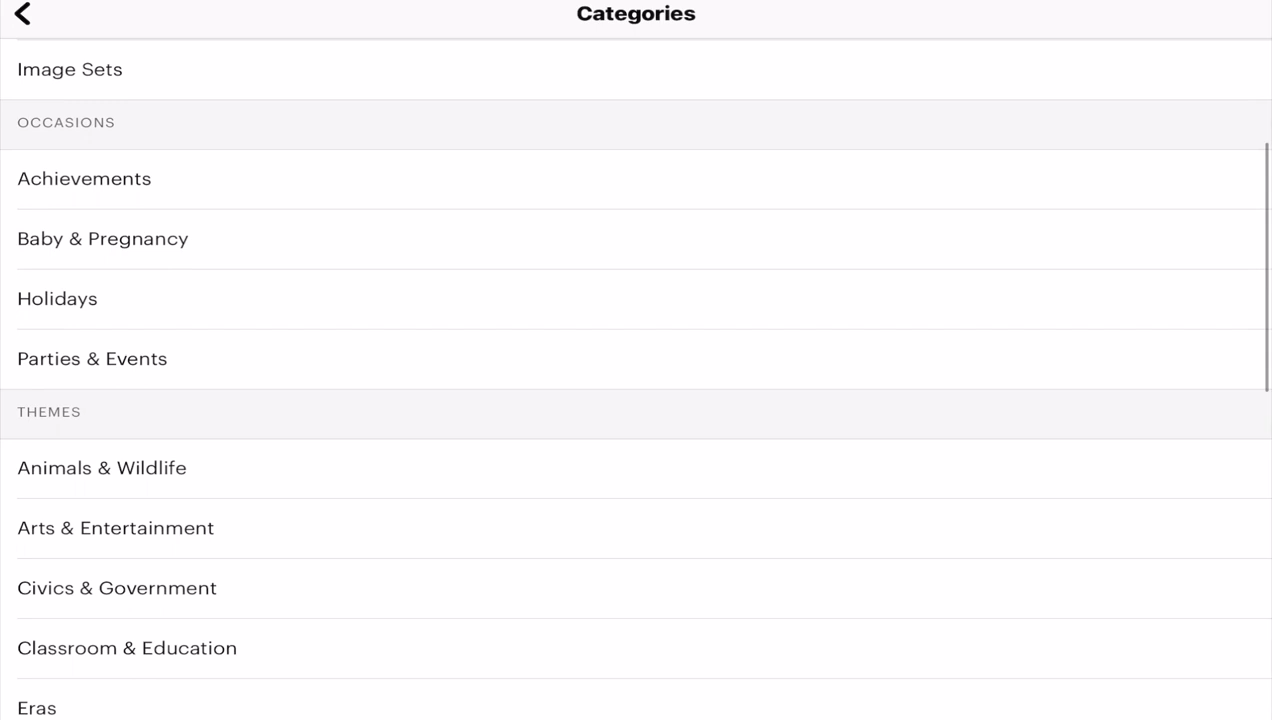 Categories
Image Sets
OCCASIONS
Achievements
Baby & Pregnancy
Holidays
Parties & Events
THEMES
Animals & Wildlife
Arts & Entertainment
Civics & Government
Classroom & Education
Eras